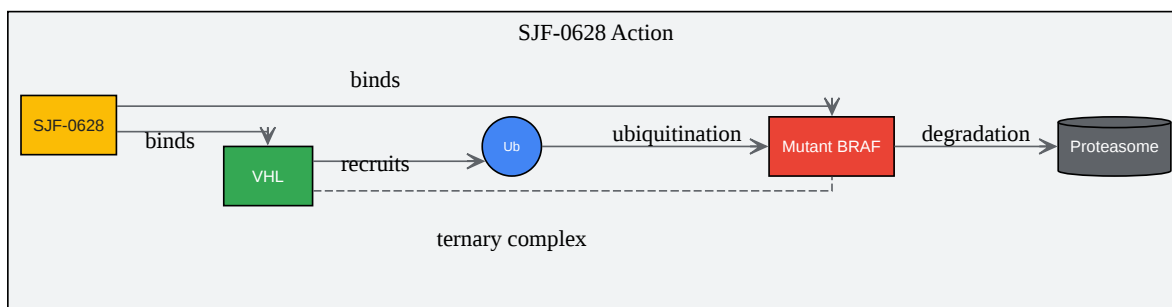 SJF-0628 Action
binds
SJF-0628
binds
VHL
recruits
Ub
ubiquitination
Mutant BRAF
degradation
Proteasome
ternary complex